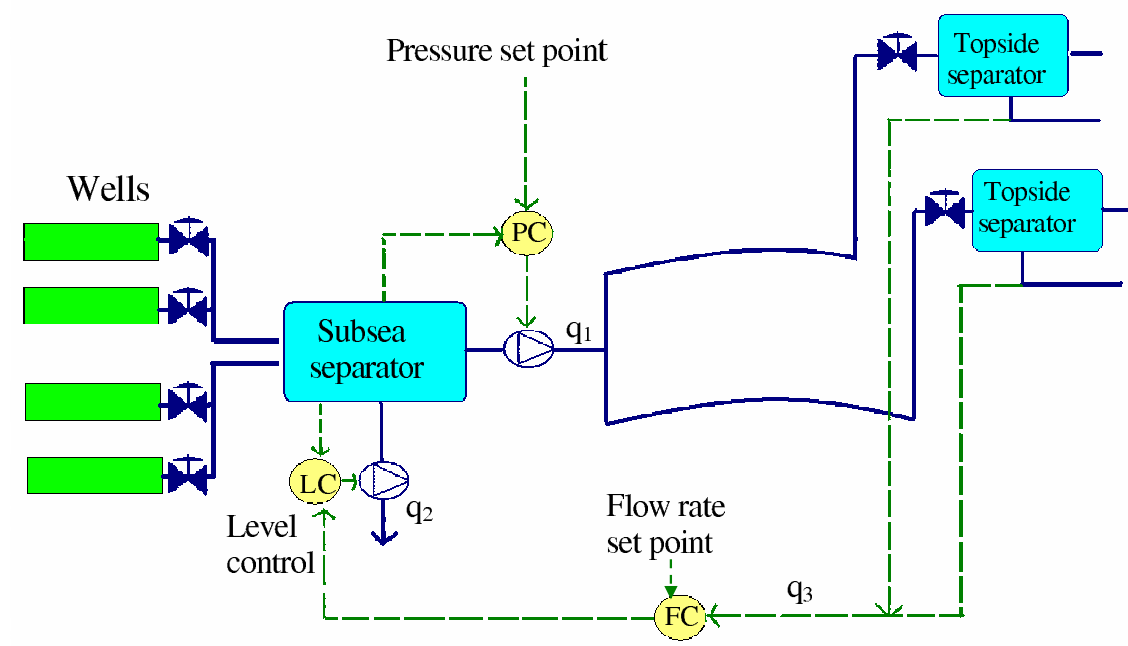 Pressure set point
Topside
separator
Topside
separator
Wells
PC
q1
Subsea
separator
LC
q2
Level
control
Flow rate
set point
q3
FC